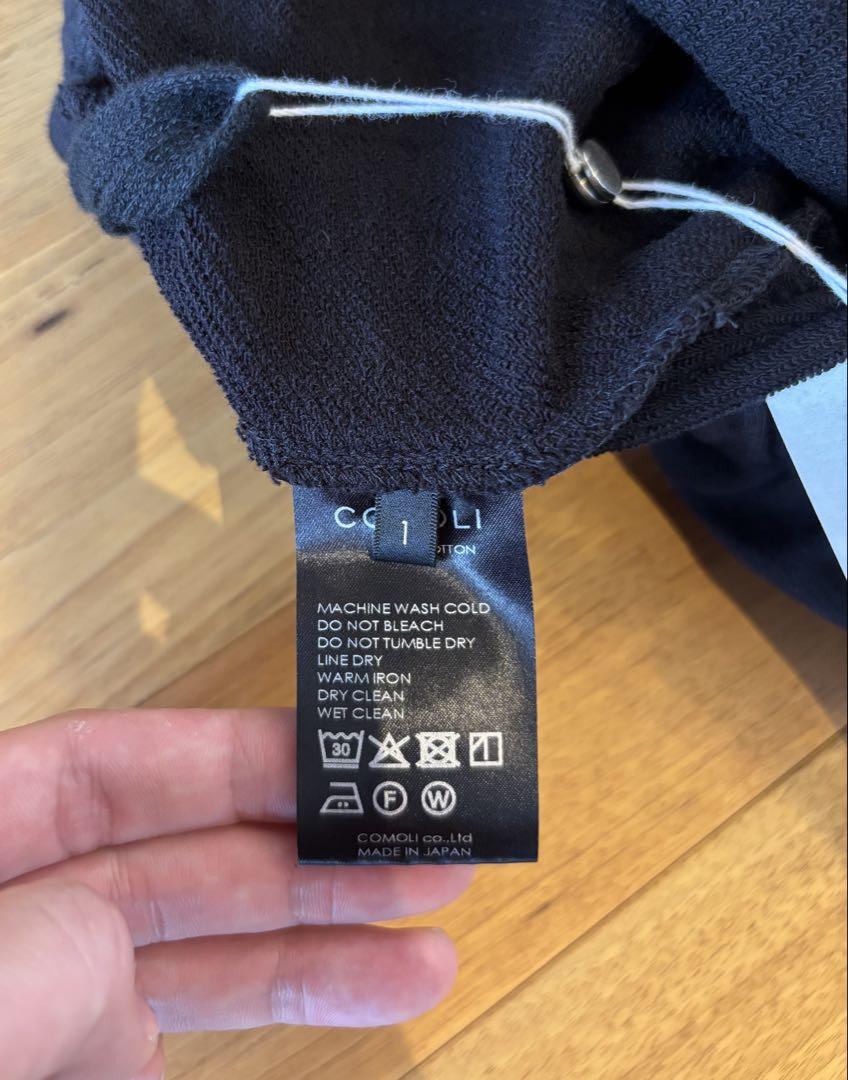 1
MACHINE WASH COLD
DO NOT BLEACH
DO NOT TUMBLE DRY
LINE DRY
WARM IRON
DRY CLEAN
WET CLEAN
30
F W
COMOLI co.,Ltd
MADE IN JAPAN